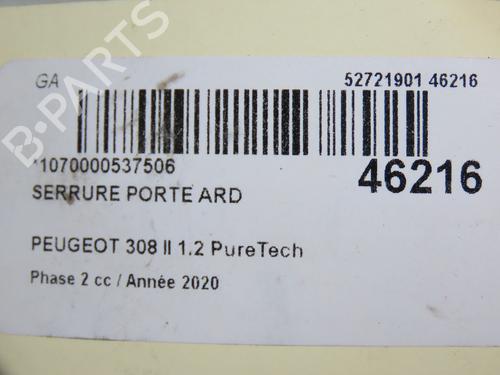 GA
52721901 46216
'1070000537506
46216
SERRURE PORTE ARD
PEUGEOT 308 II 1.2 PureTech
Phase 2 cc / Année 2020
B-PARTS